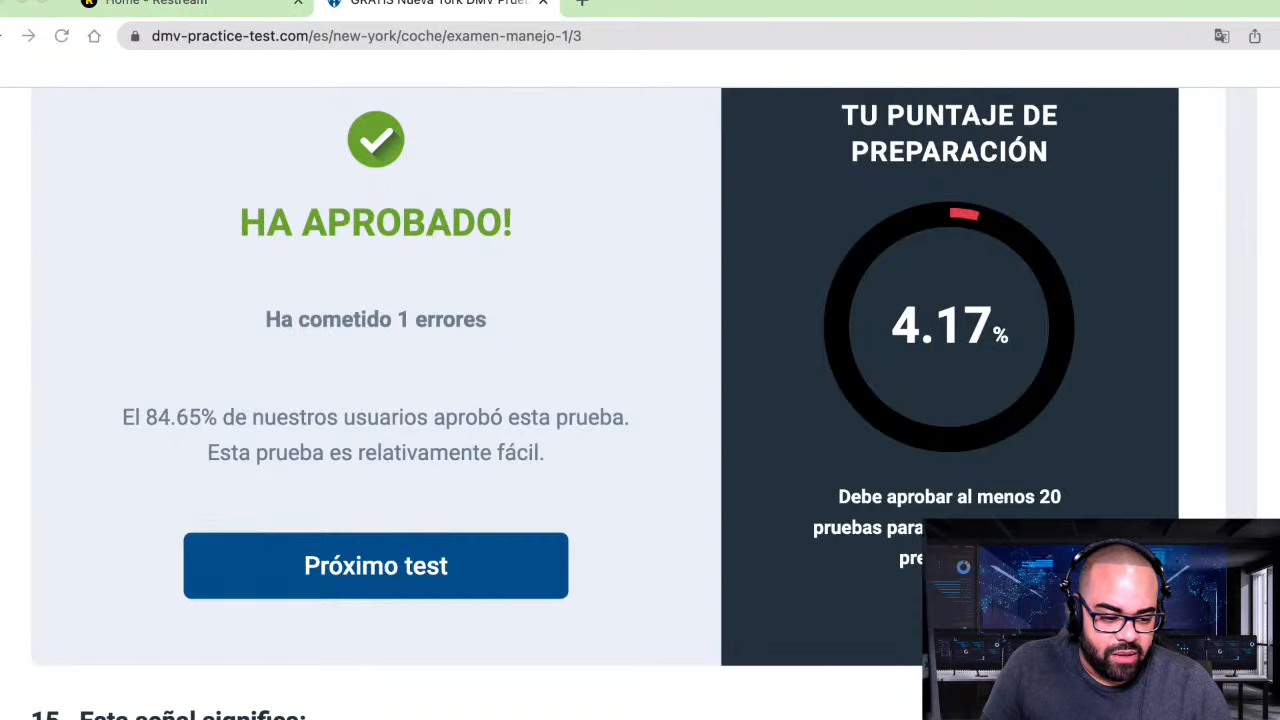 Home - Restream
GRATIS Nueva York DMV Prueb
dmv-practice-test.com/es/new-york/coche/examen-manejo-1/3
HA APROBADO!
Ha cometido 1 errores
El 84.65% de nuestros usuarios aprobó esta prueba.
Esta prueba es relativamente fácil.
Próximo test
TU PUNTAJE DE
PREPARACIÓN
4.17%
Debe aprobar al menos 20
pruebas para
pre
15. Esta señal significa: